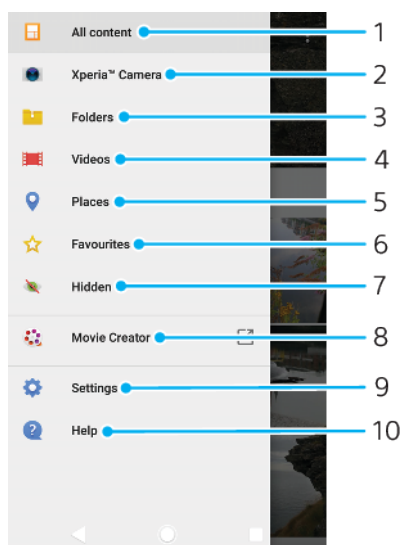 All content 1
Xperia™ Camera 2
Folders 3
Videos 4
Places 5
Favourites 6
Hidden 7
Movie Creator 8
Settings 9
Help 10